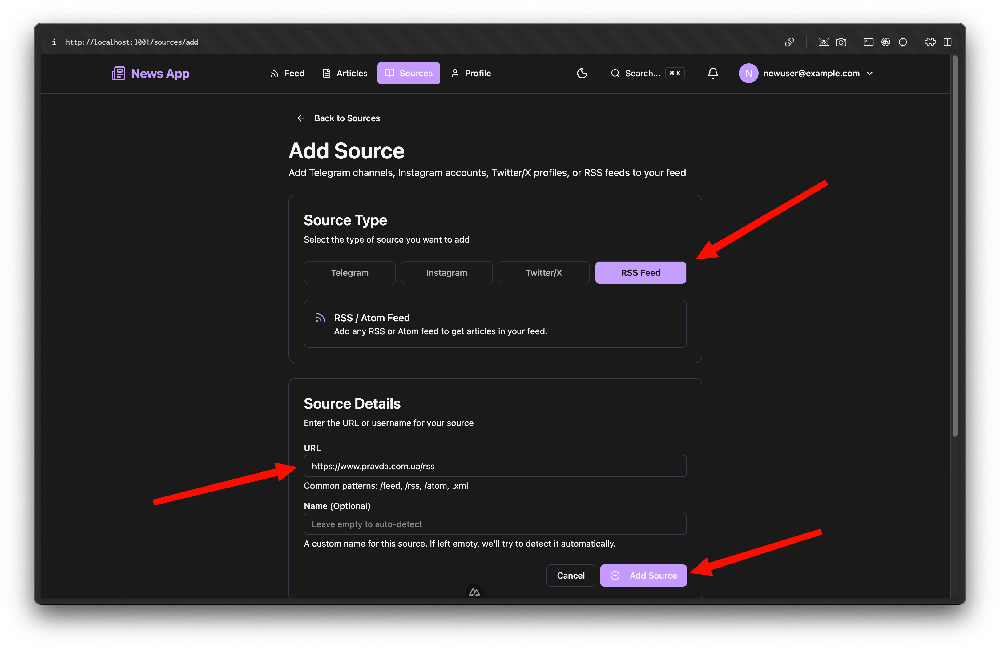 http://localhost:3001/sources/add
News App
Feed
Articles
Sources
Profile
Search...
⌘ K
N
newuser@example.com
Back to Sources
Add Source
Add Telegram channels, Instagram accounts, Twitter/X profiles, or RSS feeds to your feed
Source Type
Select the type of source you want to add
Telegram
Instagram
Twitter/X
RSS Feed
RSS / Atom Feed
Add any RSS or Atom feed to get articles in your feed.
Source Details
Enter the URL or username for your source
URL
https://www.pravda.com.ua/rss
Common patterns: /feed, /rss, /atom, .xml
Name (Optional)
Leave empty to auto-detect
A custom name for this source. If left empty, we'll try to detect it automatically.
Cancel
Add Source